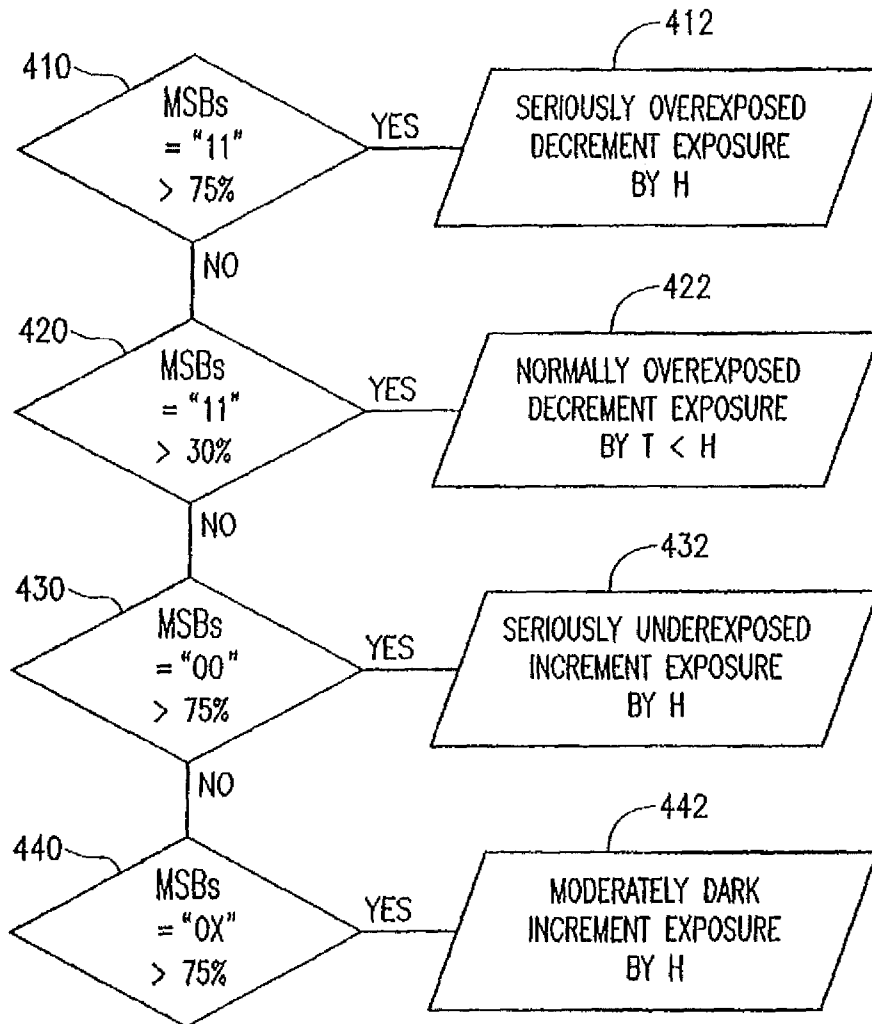 410
MSBs
= "11"
> 75%
YES
NO
412
SERIOUSLY OVEREXPOSED
DECREMENT EXPOSURE
BY H
420
MSBs
= "11"
> 30%
YES
NO
422
NORMALLY OVEREXPOSED
DECREMENT EXPOSURE
BY T < H
430
MSBs
= "00"
> 75%
YES
NO
432
SERIOUSLY UNDEREXPOSED
INCREMENT EXPOSURE
BY H
440
MSBs
= "0X"
> 75%
YES
442
MODERATELY DARK
INCREMENT EXPOSURE
BY H